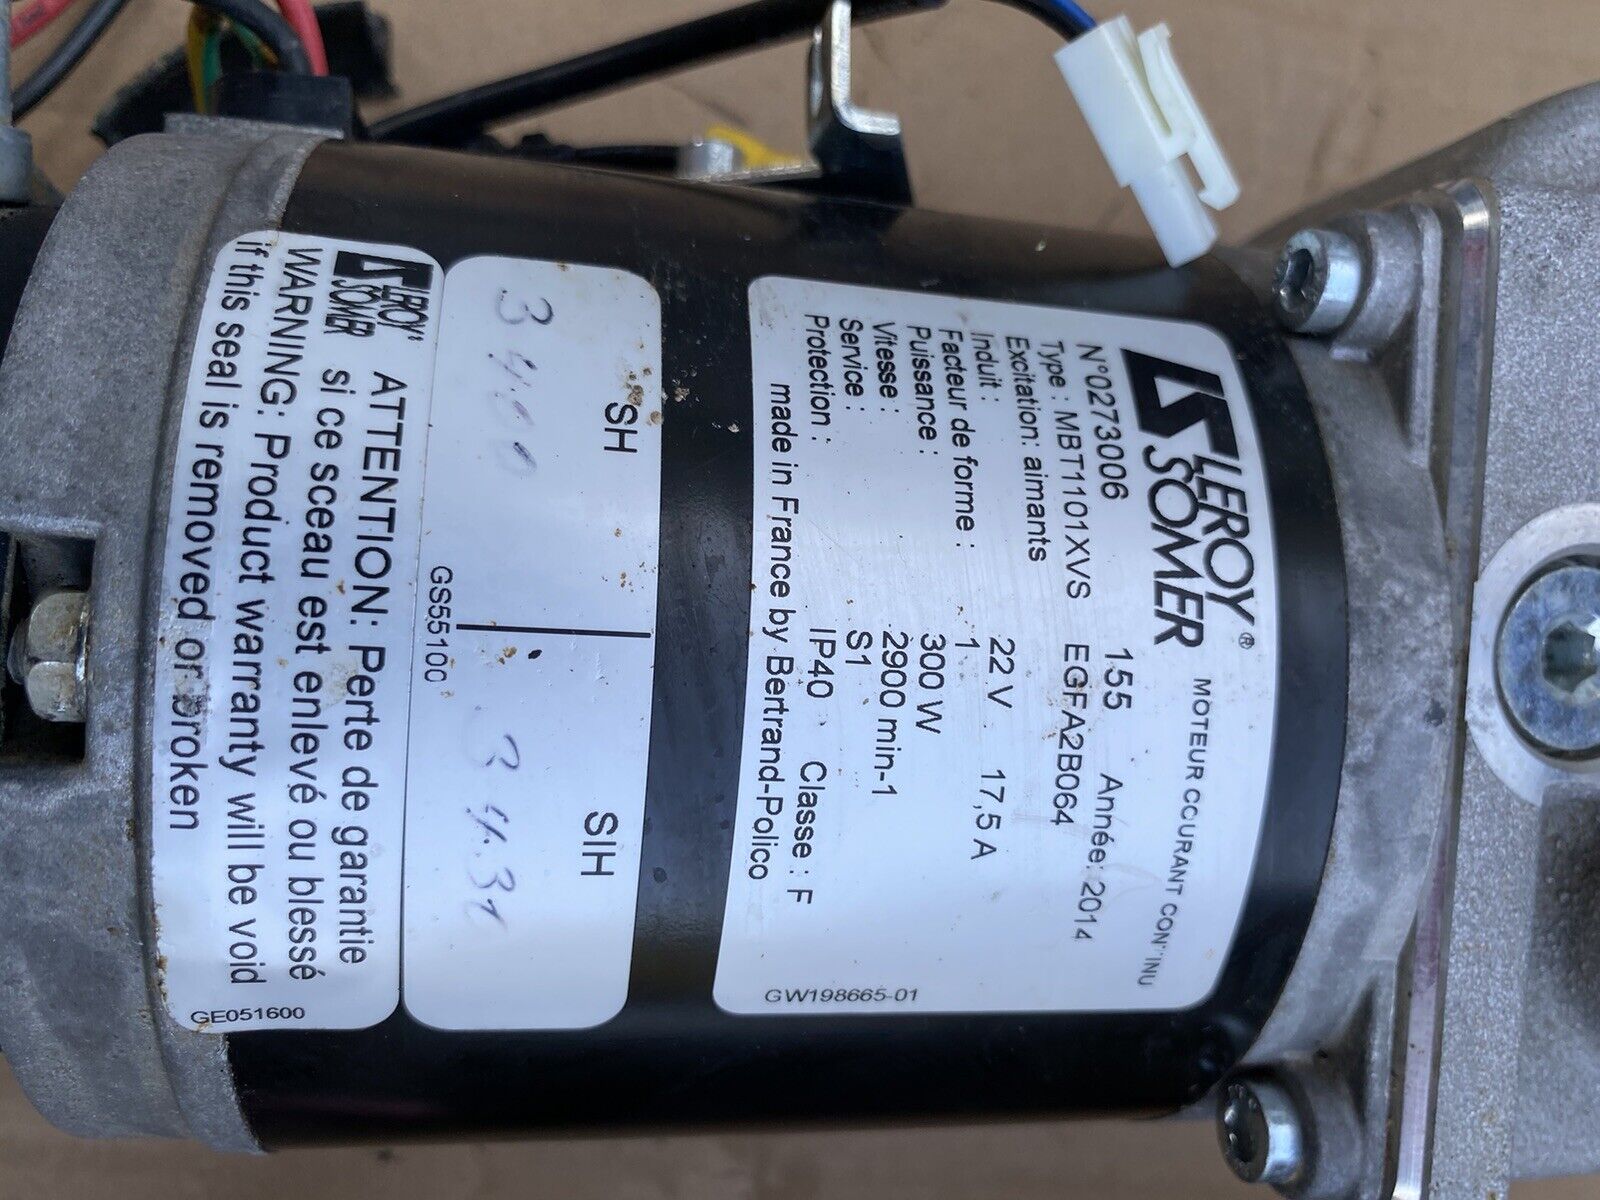 LEROY®
SOMER
MOTEUR COURANT CONTINU
N°0273006 155 Année: 2014
Type : MBT1101XVS EGFA2B064
Excitation: aimants
Induit : 22 V 17,5 A
Facteur de forme : 1
Puissance : 300 W
Vitesse : 2900 min-1
Service : S1
Protection : IP40 Classe : F
made in France by Bertrand-Polico
GW198665-01
SH SIH
3400
GS55100
LEROY®
SOMER
ATTENTION: Perte de garantie
si ce sceau est enlevé ou blessé
WARNING: Product warranty will be void
if this seal is removed or broken
GE051600